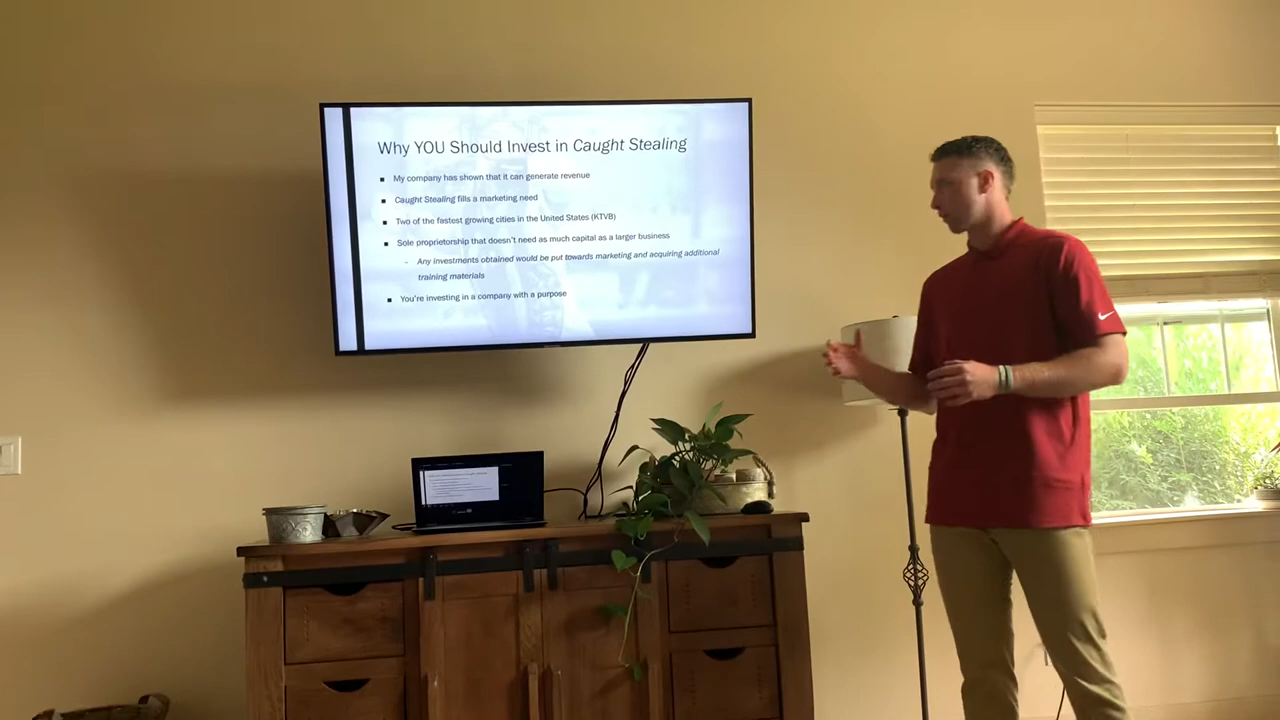 Why YOU Should Invest in Caught Stealing
My company has shown that it can generate revenue
Caught Stealing fills a marketing need
Two of the fastest growing cities in the United States (KTVB)
Sole proprietorship that doesn't need as much capital as a larger business
– Any investments obtained would be put towards marketing and acquiring additional
training materials
You're investing in a company with a purpose